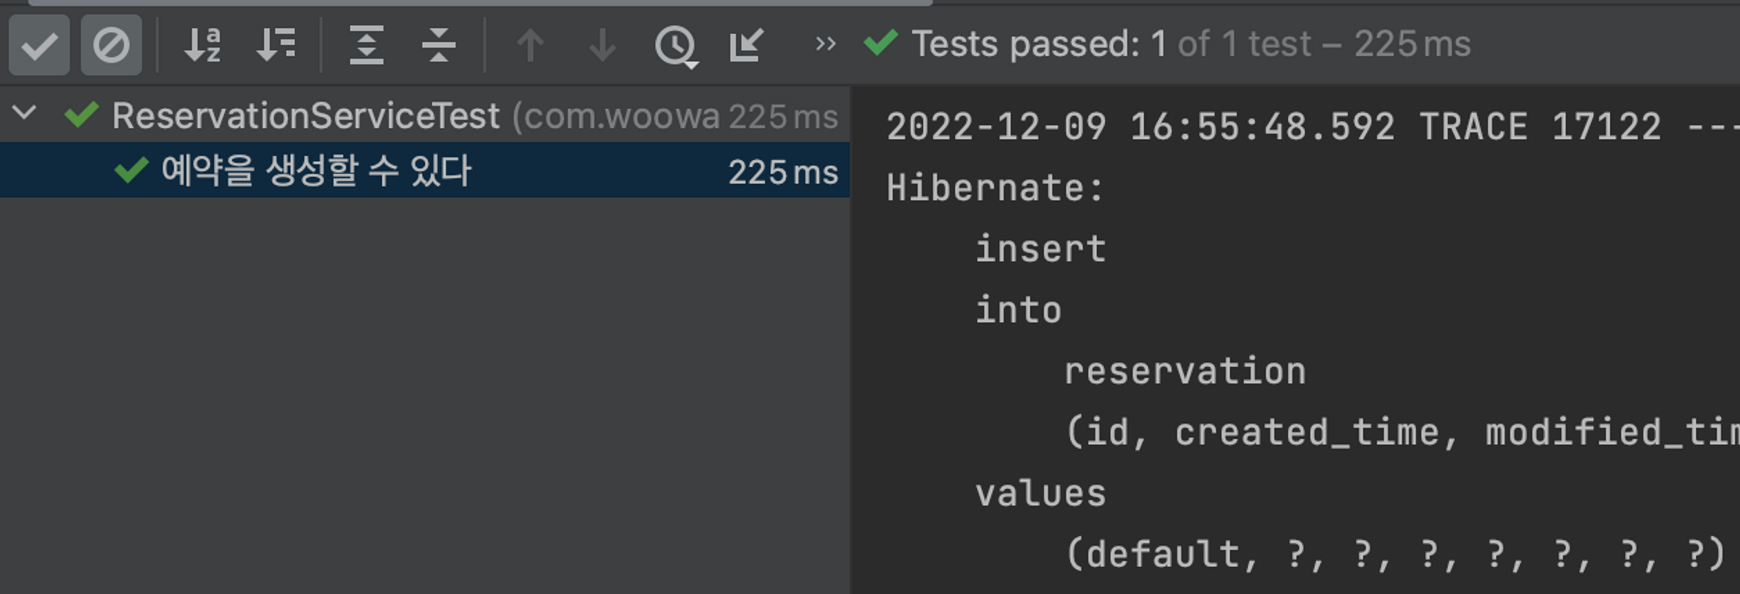 Tests passed: 1 of 1 test – 225 ms
ReservationServiceTest (com.woowa 225 ms
예약을 생성할 수 있다 225 ms
2022-12-09 16:55:48.592 TRACE 17122 ---
Hibernate:
insert
into
reservation
(id, created_time, modified_tim
values
(default, ?, ?, ?, ?, ?, ?, ?)